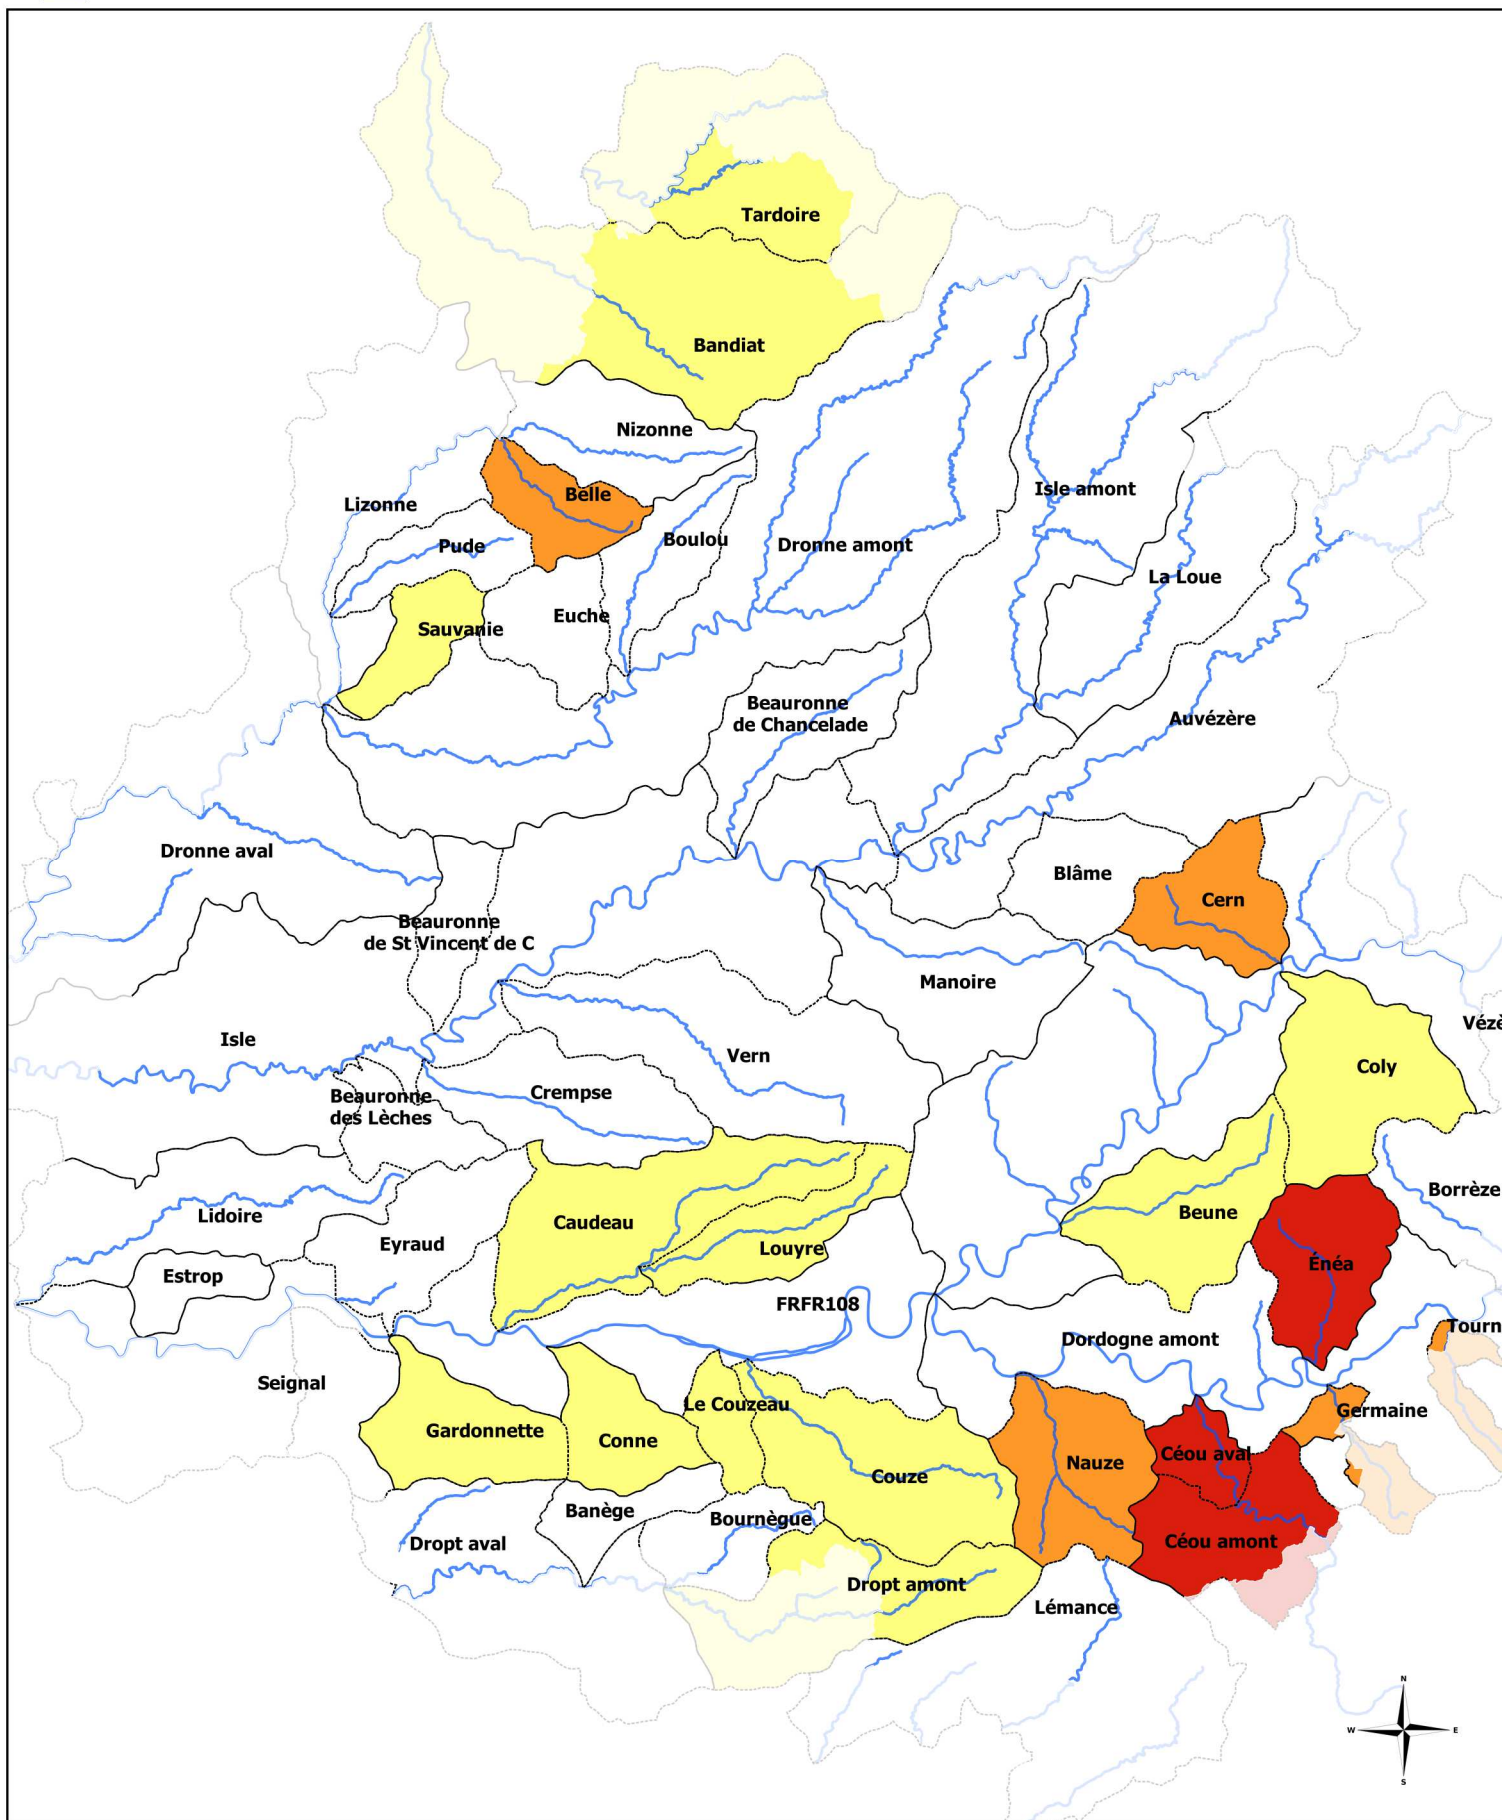 Tardoire
Bandiat
Nizonne
Belle
Lizonne
Isle amont
Pude
Boulou
Dronne amont
La Loue
Euche
Sauvanie
Beauronne
de Chancelade
Auvézère
Dronne aval
Blâme
Cern
Beauronne
de St Vincent de C
Manoire
Vézè
Isle
Vern
Coly
Crempse
Beauronne
des Lèches
Borrèze
Lidoire
Beune
Caudeau
Eyraud
Louyre
Estrop
Énéa
FRFR108
Tourn
Dordogne amont
Seignal
Le Couzeau
Germaine
Gardonnette
Conne
Céou aval
Nauze
Couze
Banège
Bournègue
Dropt aval
Céou amont
Dropt amont
Lémance
N
W
E
S